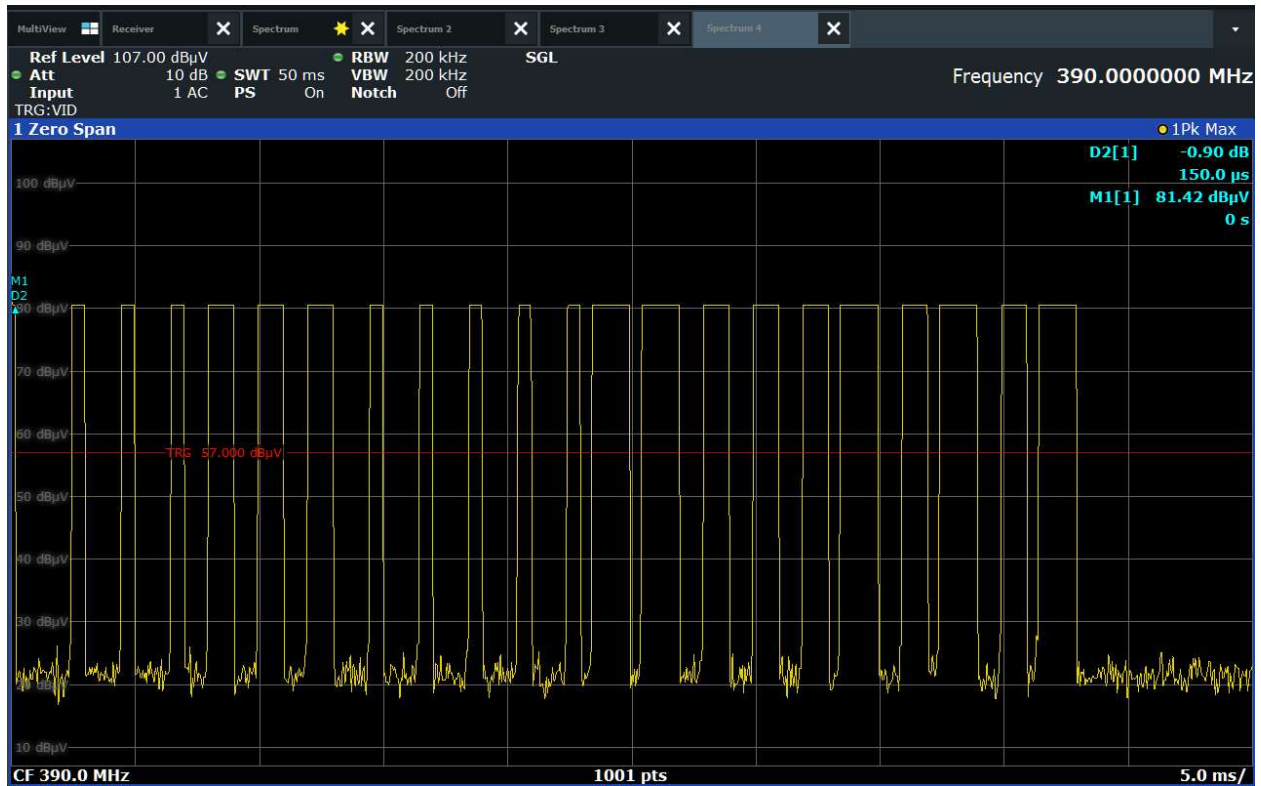 MultiView Receiver Spectrum Spectrum 2 Spectrum 3 Spectrum 4
Ref Level 107.00 dBµV RBW 200 kHz SGL
Att 10 dB SWT 50 ms VBW 200 kHz Frequency 390.0000000 MHz
Input 1 AC PS On Notch Off
TRG:VID
1 Zero Span 1Pk Max
D2[1] -0.90 dB
150.0 µs
M1[1] 81.42 dBµV
0 s
100 dBµV
90 dBµV
M1
D2
80 dBµV
70 dBµV
60 dBµV
TRG 57.000 dBµV
50 dBµV
40 dBµV
30 dBµV
20 dBµV
10 dBµV
CF 390.0 MHz 1001 pts 5.0 ms/